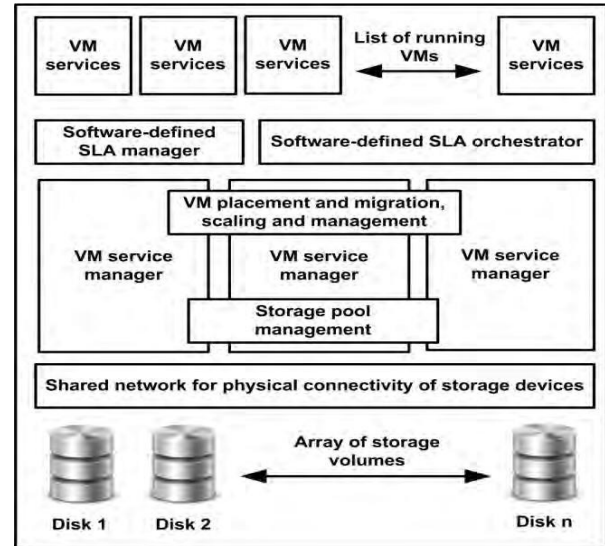 VM
services
VM
services
VM
services
List of running
VMs
VM
services
Software-defined
SLA manager
Software-defined SLA orchestrator
VM placement and migration,
scaling and management
VM service
manager
VM service
manager
VM service
manager
Storage pool
management
Shared network for physical connectivity of storage devices
Array of storage
volumes
Disk 1
Disk 2
Disk n